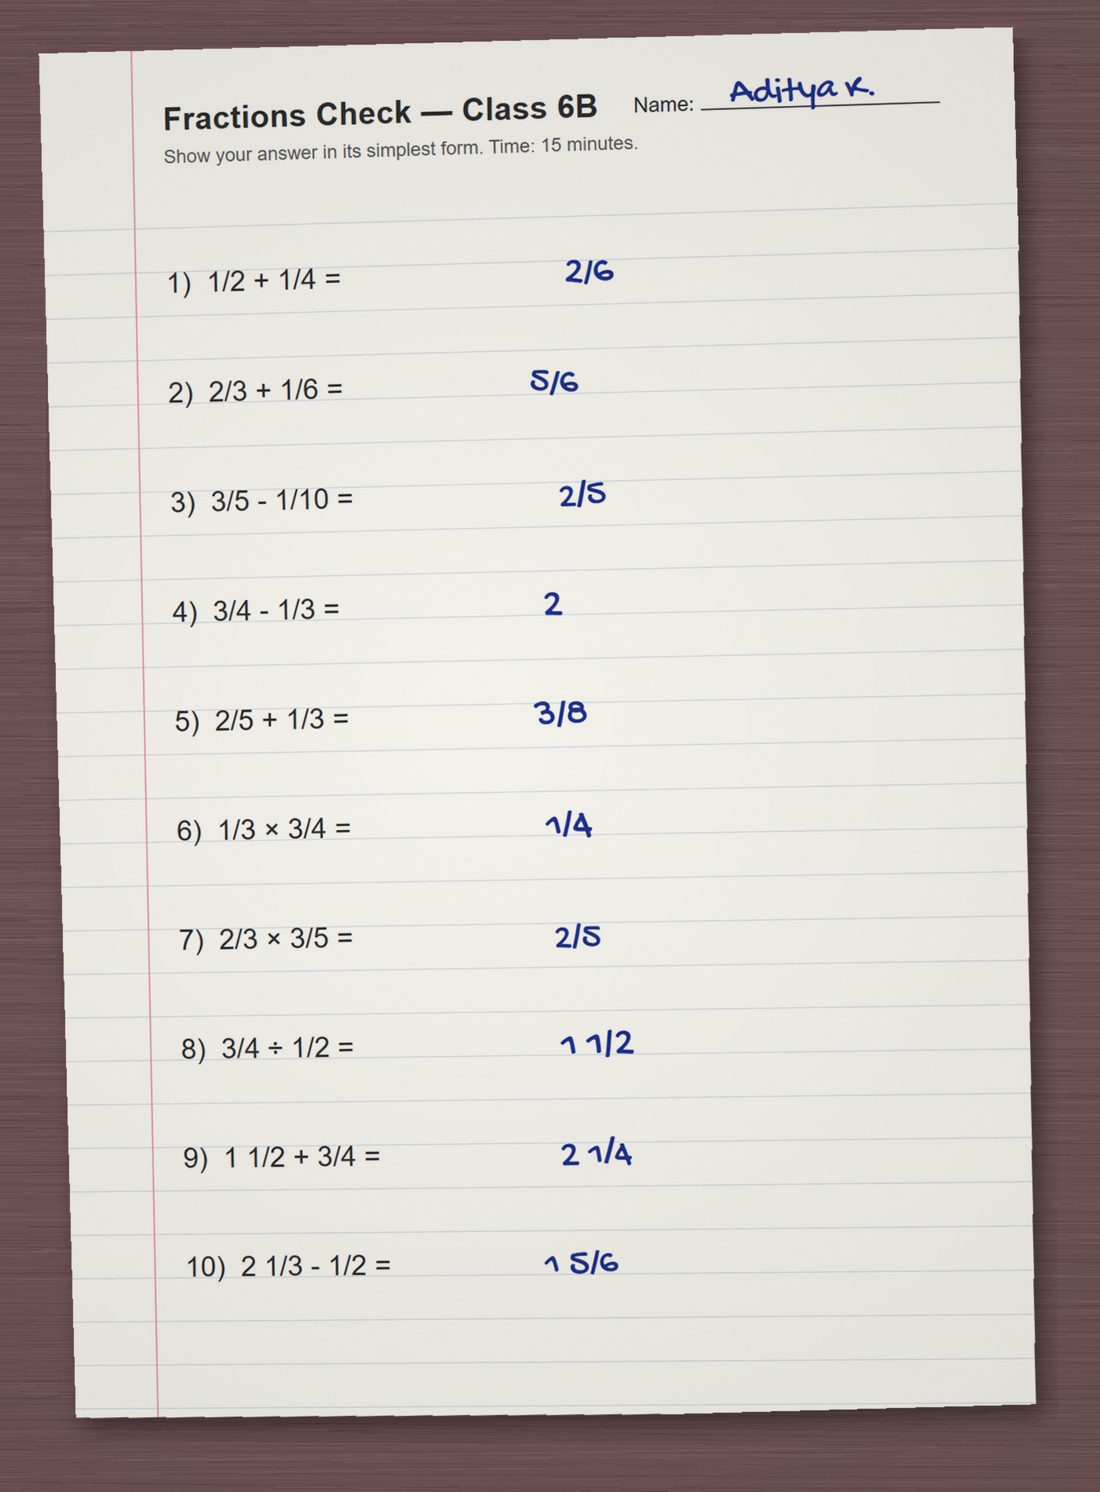 Fractions Check — Class 6B Name: Aditya K.
Show your answer in its simplest form. Time: 15 minutes.
1) 1/2 + 1/4 = 2/6
2) 2/3 + 1/6 = 5/6
3) 3/5 - 1/10 = 2/5
4) 3/4 - 1/3 = 2
5) 2/5 + 1/3 = 3/8
6) 1/3 × 3/4 = 1/4
7) 2/3 × 3/5 = 2/5
8) 3/4 ÷ 1/2 = 1 1/2
9) 1 1/2 + 3/4 = 2 1/4
10) 2 1/3 - 1/2 = 1 5/6